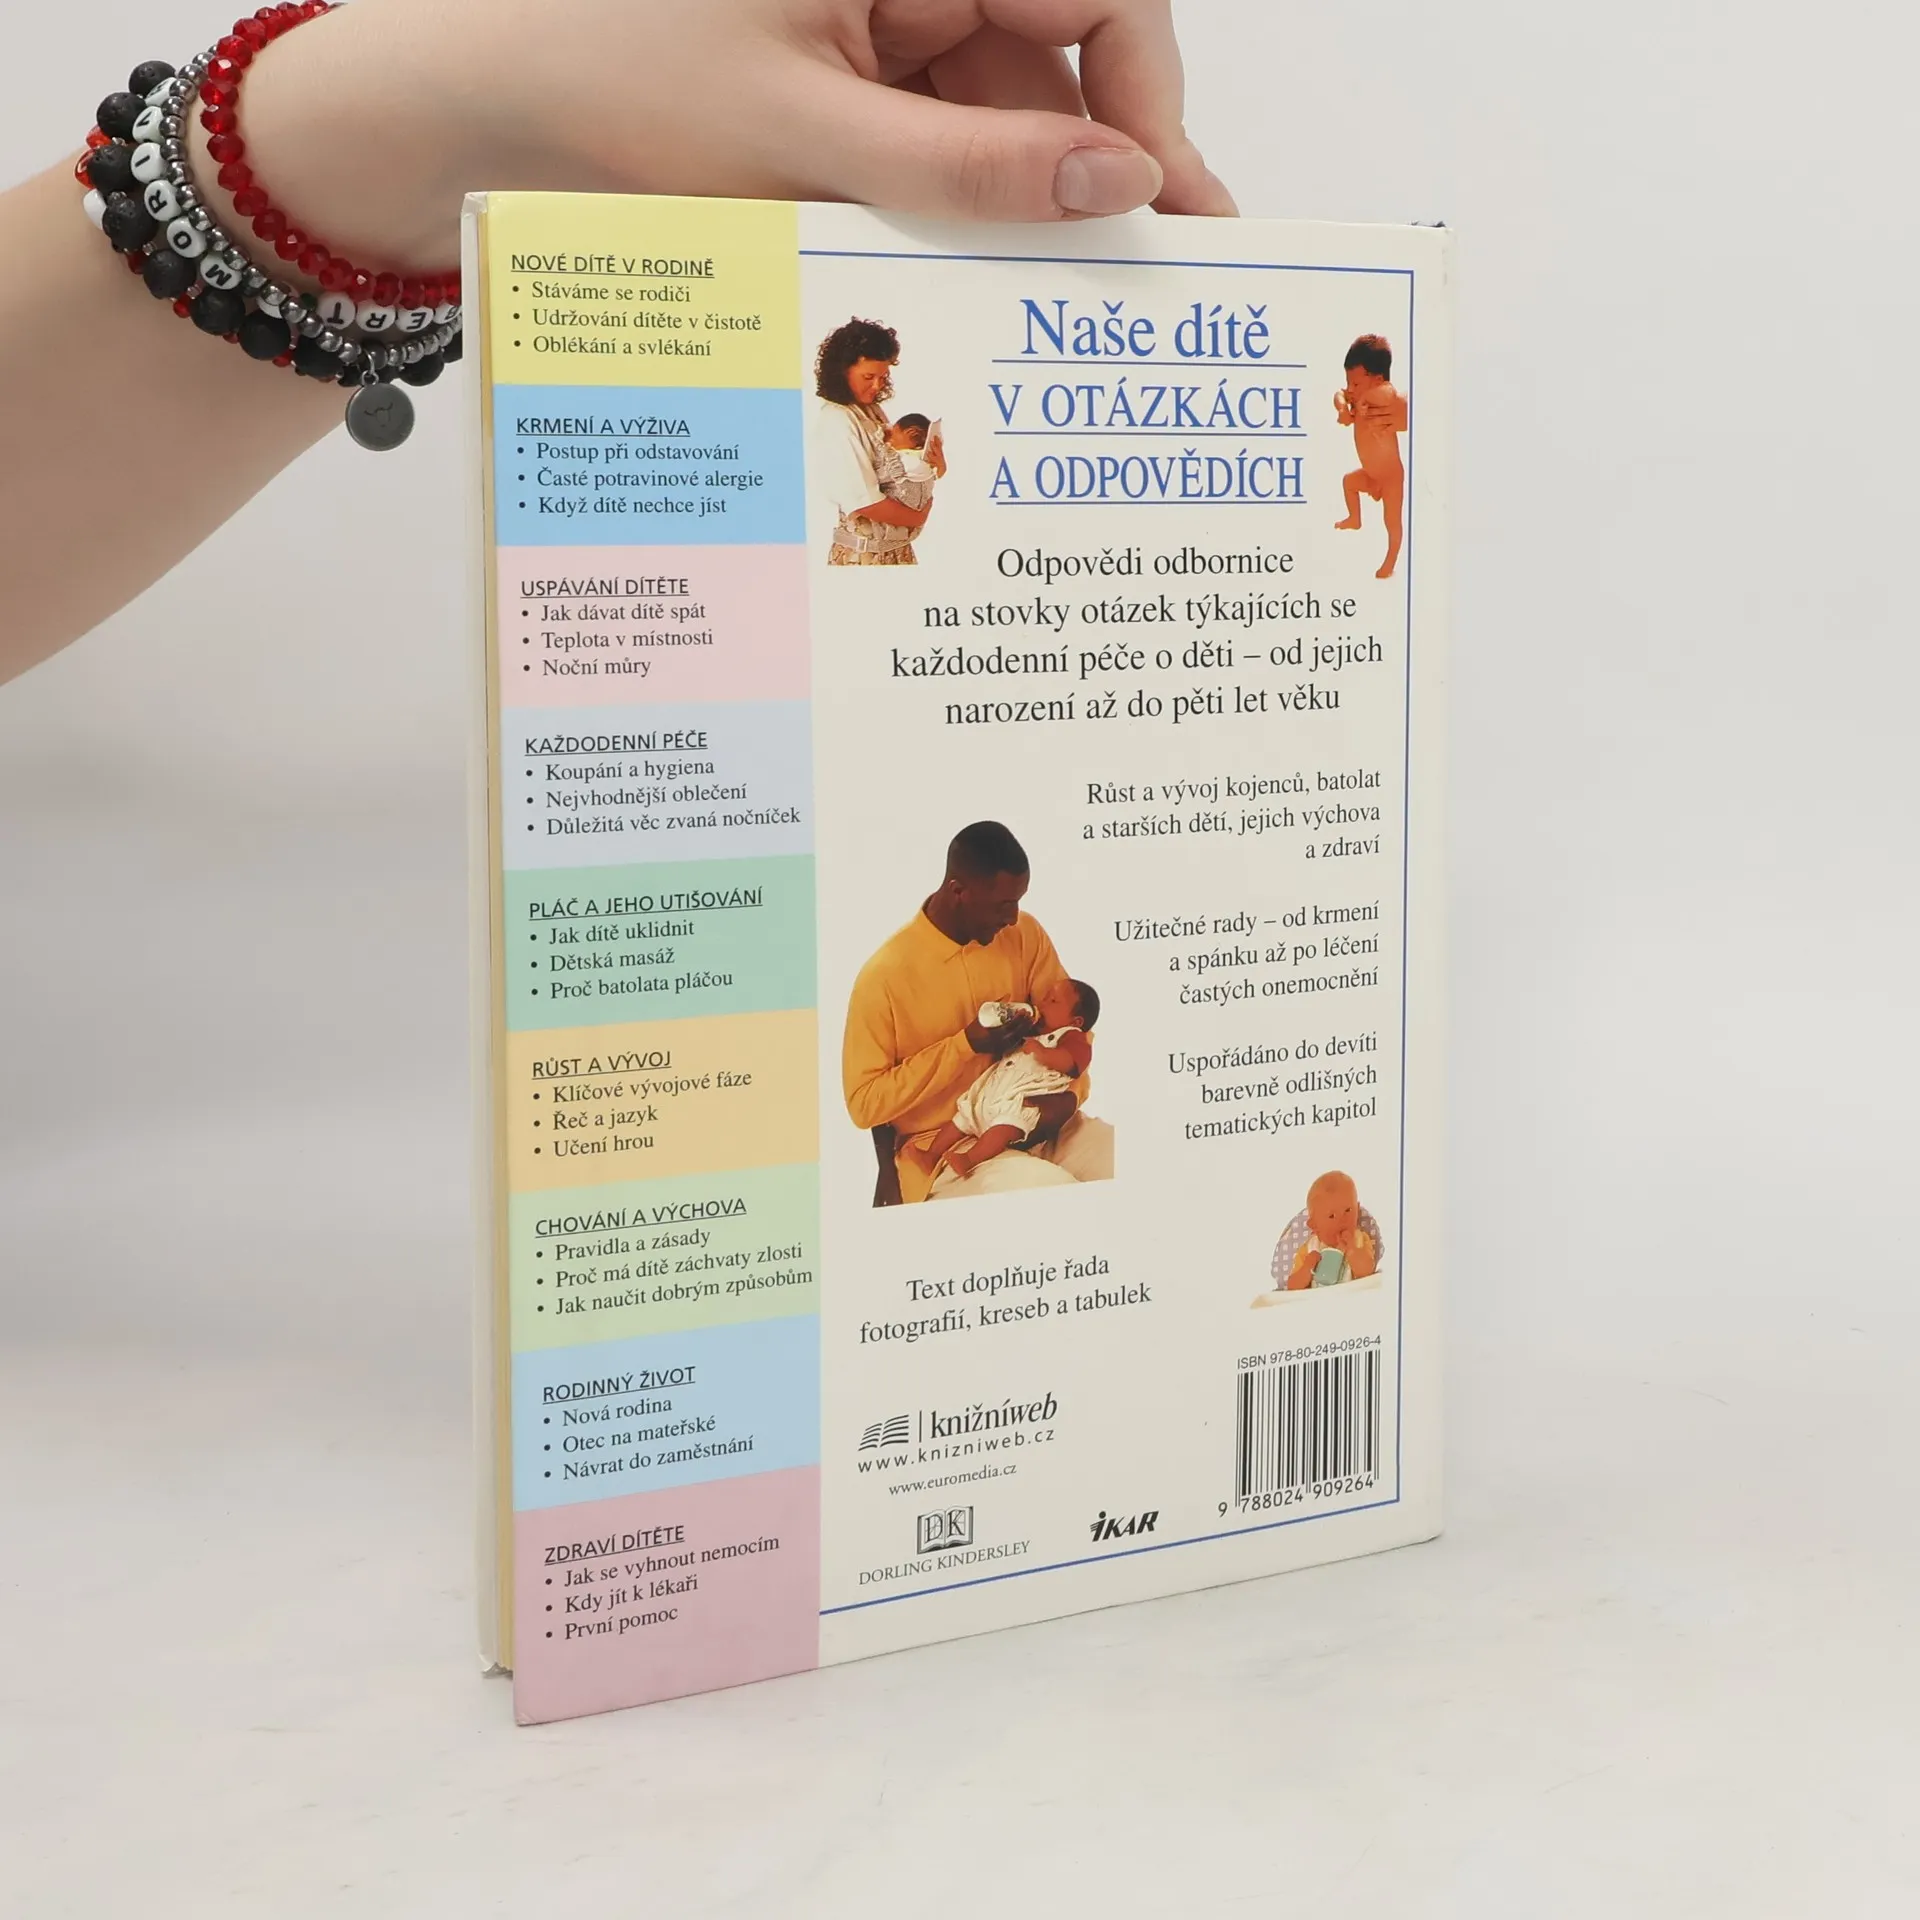 NOVÉ DÍTĚ V RODINĚ
• Stáváme se rodiči
• Udržování dítěte v čistotě
• Oblékání a svlékání
KRMENÍ A VÝŽIVA
• Postup při odstavování
• Časté potravinové alergie
• Když dítě nechce jíst
USPÁVÁNÍ DÍTĚTE
• Jak dávat dítě spát
• Teplota v místnosti
• Noční můry
KAŽDODENNÍ PÉČE
• Koupání a hygiena
• Nejvhodnější oblečení
• Důležitá věc zvaná nočníček
PLÁČ A JEHO UTIŠOVÁNÍ
• Jak dítě uklidnit
• Dětská masáž
• Proč batolata pláčou
RŮST A VÝVOJ
• Klíčové vývojové fáze
• Řeč a jazyk
• Učení hrou
CHOVÁNÍ A VÝCHOVA
• Pravidla a zásady
• Proč má dítě záchvaty zlosti
• Jak naučit dobrým způsobům
RODINNÝ ŽIVOT
• Nová rodina
• Otec na mateřské
• Návrat do zaměstnání
ZDRAVÍ DÍTĚTE
• Jak se vyhnout nemocím
• Kdy jít k lékaři
• První pomoc
Naše dítě
V OTÁZKÁCH
A ODPOVĚDÍCH
Odpovědi odbornice
na stovky otázek týkajících se
každodenní péče o děti – od jejich
narození až do pěti let věku
Růst a vývoj kojenců, batolat
a starších dětí, jejich výchova
a zdraví
Užitečné rady – od krmení
a spánku až po léčení
častých onemocnění
Uspořádáno do devíti
barevně odlišných
tematických kapitol
Text doplňuje řada
fotografií, kreseb a tabulek
knižníweb
www.knizniweb.cz
www.euromedia.cz
DK
DORLING KINDERSLEY
IKAR
ISBN 978-80-249-0926-4
9 788024 909264